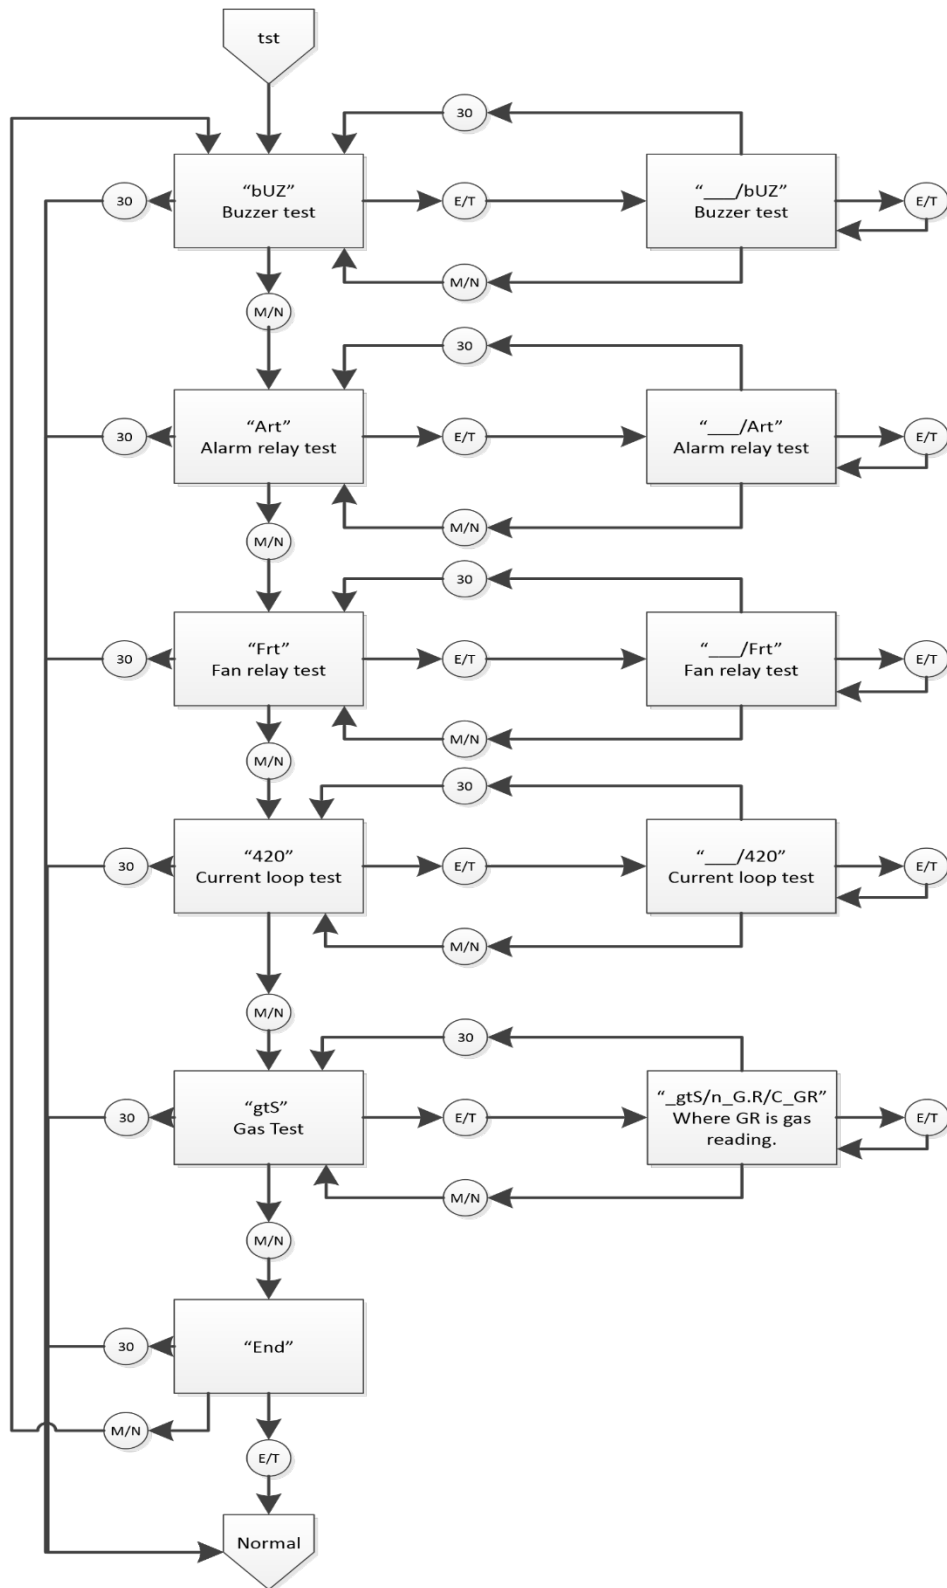 tst
30
“bUZ”
Buzzer test
30
E/T
“___/bUZ”
Buzzer test
E/T
M/N
M/N
30
“Art”
Alarm relay test
30
E/T
“___/Art”
Alarm relay test
E/T
M/N
M/N
30
“Frt”
Fan relay test
30
E/T
“___/Frt”
Fan relay test
E/T
M/N
M/N
30
“420”
Current loop test
30
E/T
“___/420”
Current loop test
E/T
M/N
M/N
30
“gtS”
Gas Test
30
E/T
“_gtS/n_G.R/C_GR”
Where GR is gas
reading.
E/T
M/N
M/N
“End”
30
M/N
E/T
Normal